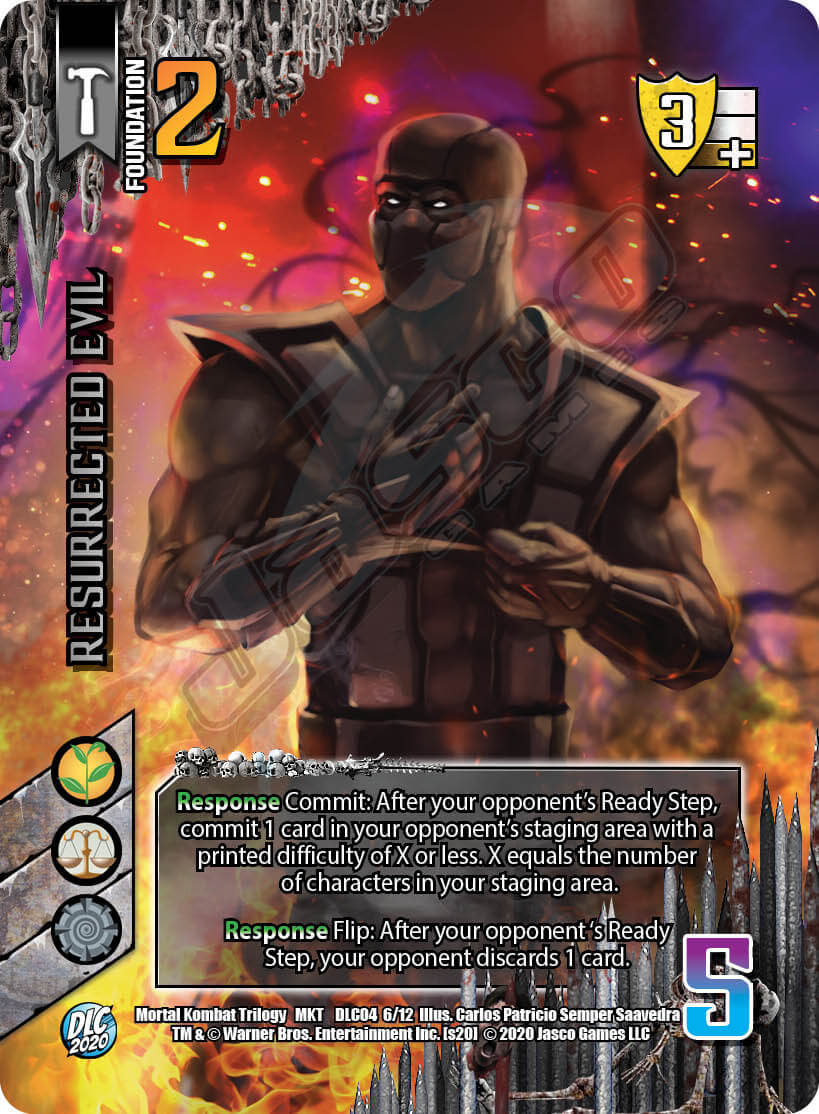 FOUNDATION
2
3
+
RESURRECTED EVIL
JASCO
GAMES
Response Commit: After your opponent's Ready Step,
commit 1 card in your opponent's staging area with a
printed difficulty of X or less. X equals the number
of characters in your staging area.
Response Flip: After your opponent's Ready
Step, your opponent discards 1 card.
S
DLC
2020
Mortal Kombat Trilogy MKT DLC04 6/12 Illus. Carlos Patricio Semper Saavedra
TM & © Warner Bros. Entertainment Inc. [s20] © 2020 Jasco Games LLC